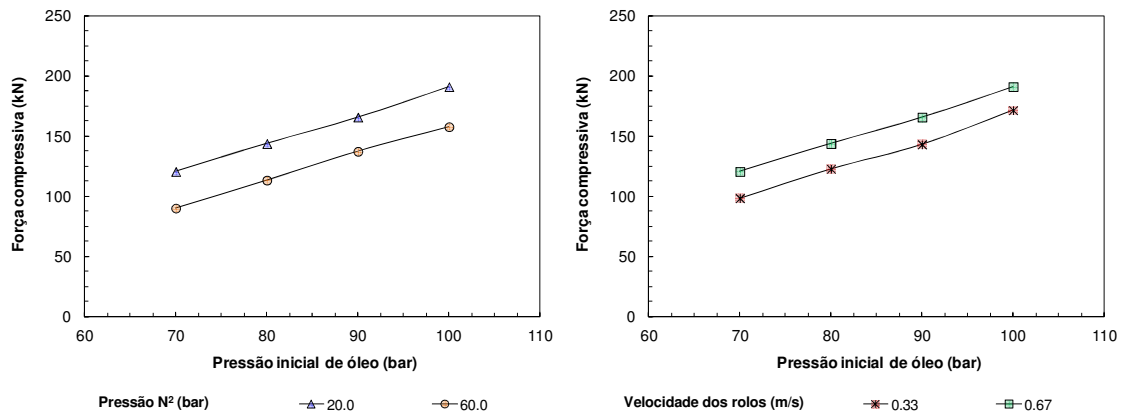 250
200
150
100
50
0
Força compressiva (kN)
60 70 80 90 100 110
Pressão inicial de óleo (bar)
Pressão N² (bar) 20.0 60.0
250
200
150
100
50
0
Força compressiva (kN)
60 70 80 90 100 110
Pressão inicial de óleo (bar)
Velocidade dos rolos (m/s) 0.33 0.67